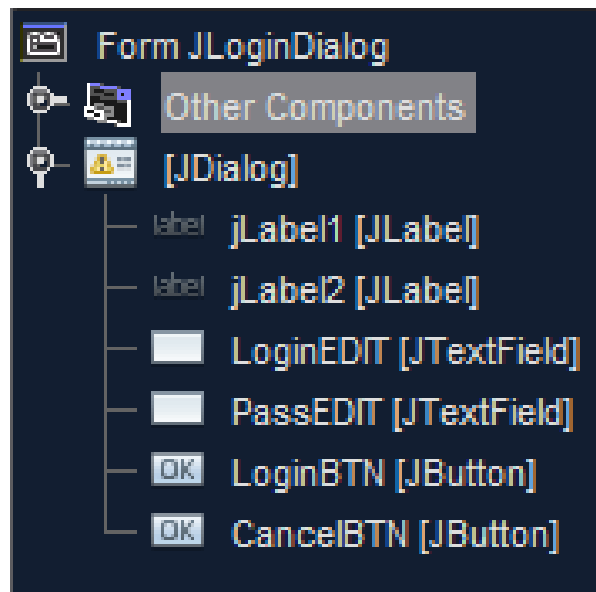 Form JLoginDialog
Other Components
[JDialog]
label jLabel1 [JLabel]
label jLabel2 [JLabel]
LoginEDIT [JTextField]
PassEDIT [JTextField]
OK LoginBTN [JButton]
OK CancelBTN [JButton]